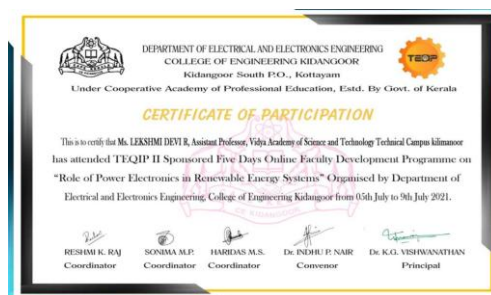 DEPARTMENT OF ELECTRICAL AND ELECTRONICS ENGINEERING
COLLEGE OF ENGINEERING KIDANGOOR
Kidangoor South P.O., Kottayam
Under Cooperative Academy of Professional Education, Estd. By Govt. of Kerala
TEQIP
CERTIFICATE OF PARTICIPATION
This is to certify that Ms. LEKSHMI DEVI R, Assistant Professor, Vidya Academy of Science and Technology Technical Campus kilimanoor
has attended TEQIP II Sponsored Five Days Online Faculty Development Programme on
“Role of Power Electronics in Renewable Energy Systems” Organised by Department of
Electrical and Electronics Engineering, College of Engineering Kidangoor from 05th July to 9th July 2021.
RESHMI K. RAJ SONIMA M.P. HARIDAS M.S. Dr. INDHU P. NAIR Dr. K.G. VISHWANATHAN
Coordinator Coordinator Coordinator Convenor Principal